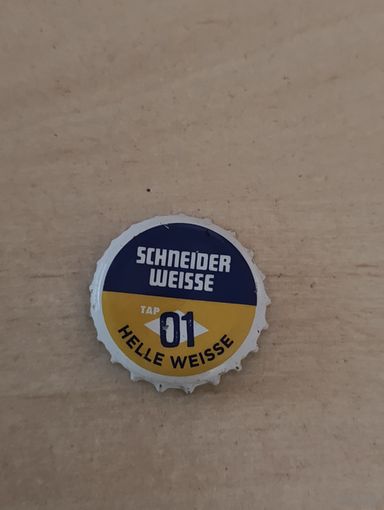 SCHNEIDER
WEISSE
TAP
01
HELLE WEISSE